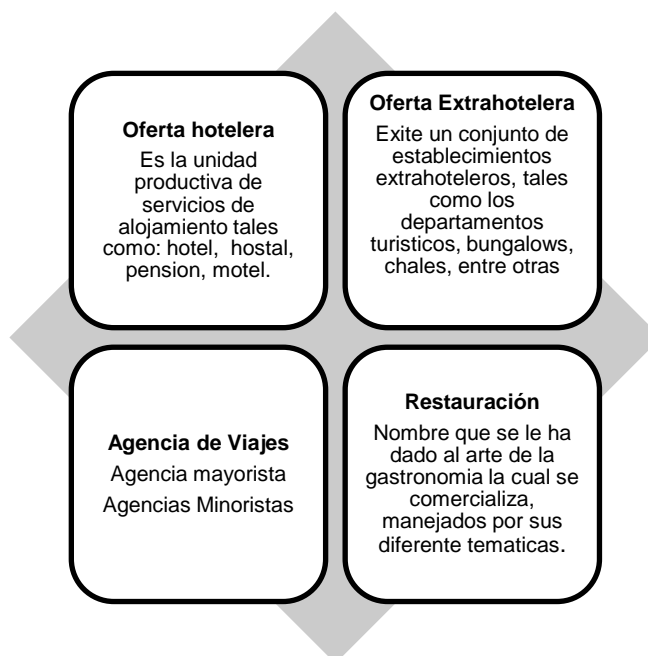 Oferta hotelera
Es la unidad
productiva de
servicios de
alojamiento tales
como: hotel, hostal,
pension, motel.
Oferta Extrahotelera
Exite un conjunto de
establecimientos
extrahoteleros, tales
como los
departamentos
turisticos, bungalows,
chales, entre otras
Agencia de Viajes
Agencia mayorista
Agencias Minoristas
Restauración
Nombre que se le ha
dado al arte de la
gastronomia la cual se
comercializa,
manejados por sus
diferente tematicas.